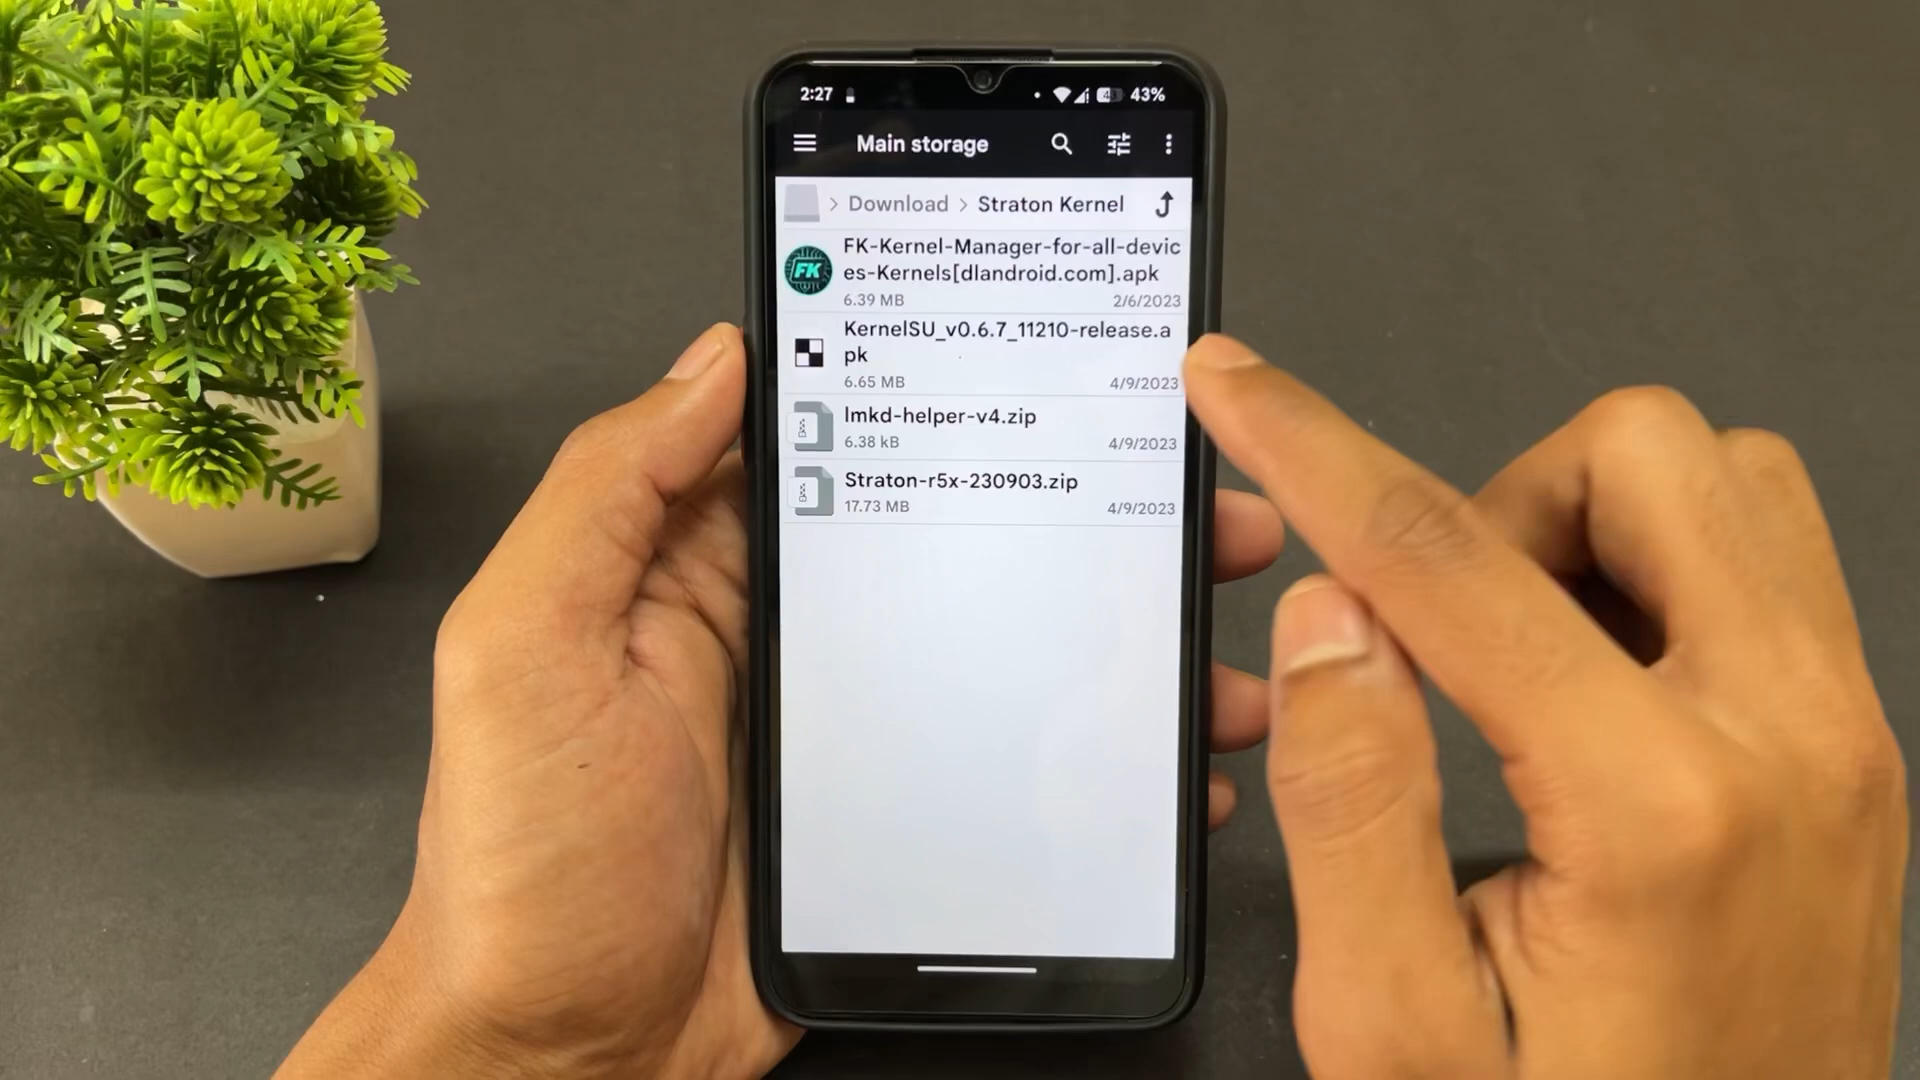 2:27 43%
Main storage
Download > Straton Kernel
FK
FK-Kernel-Manager-for-all-devic
es-Kernels[dlandroid.com].apk
6.39 MB 2/6/2023
KernelSU_v0.6.7_11210-release.a
pk
6.65 MB 4/9/2023
lmkd-helper-v4.zip
6.38 kB 4/9/2023
Straton-r5x-230903.zip
17.73 MB 4/9/2023